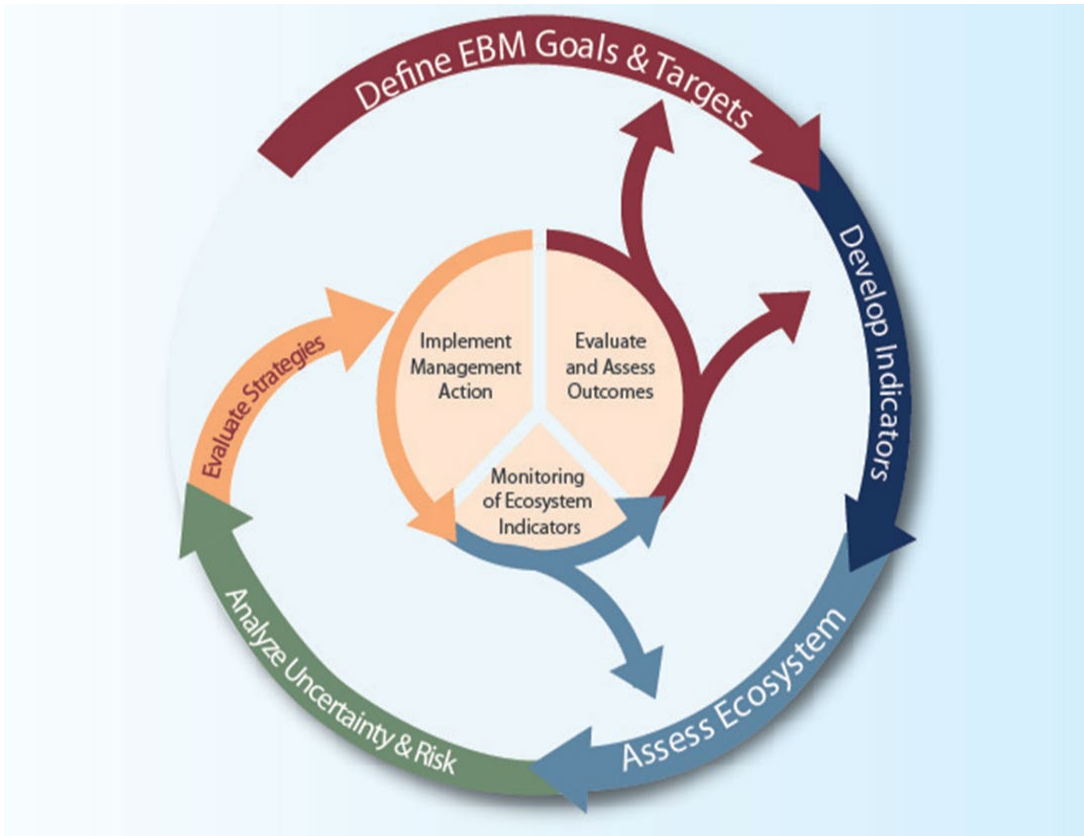 Define EBM Goals & Targets
Develop Indicators
Assess Ecosystem
Analyze Uncertainty & Risk
Evaluate Strategies
Implement
Management
Action
Evaluate
and Assess
Outcomes
Monitoring
of Ecosystem
Indicators